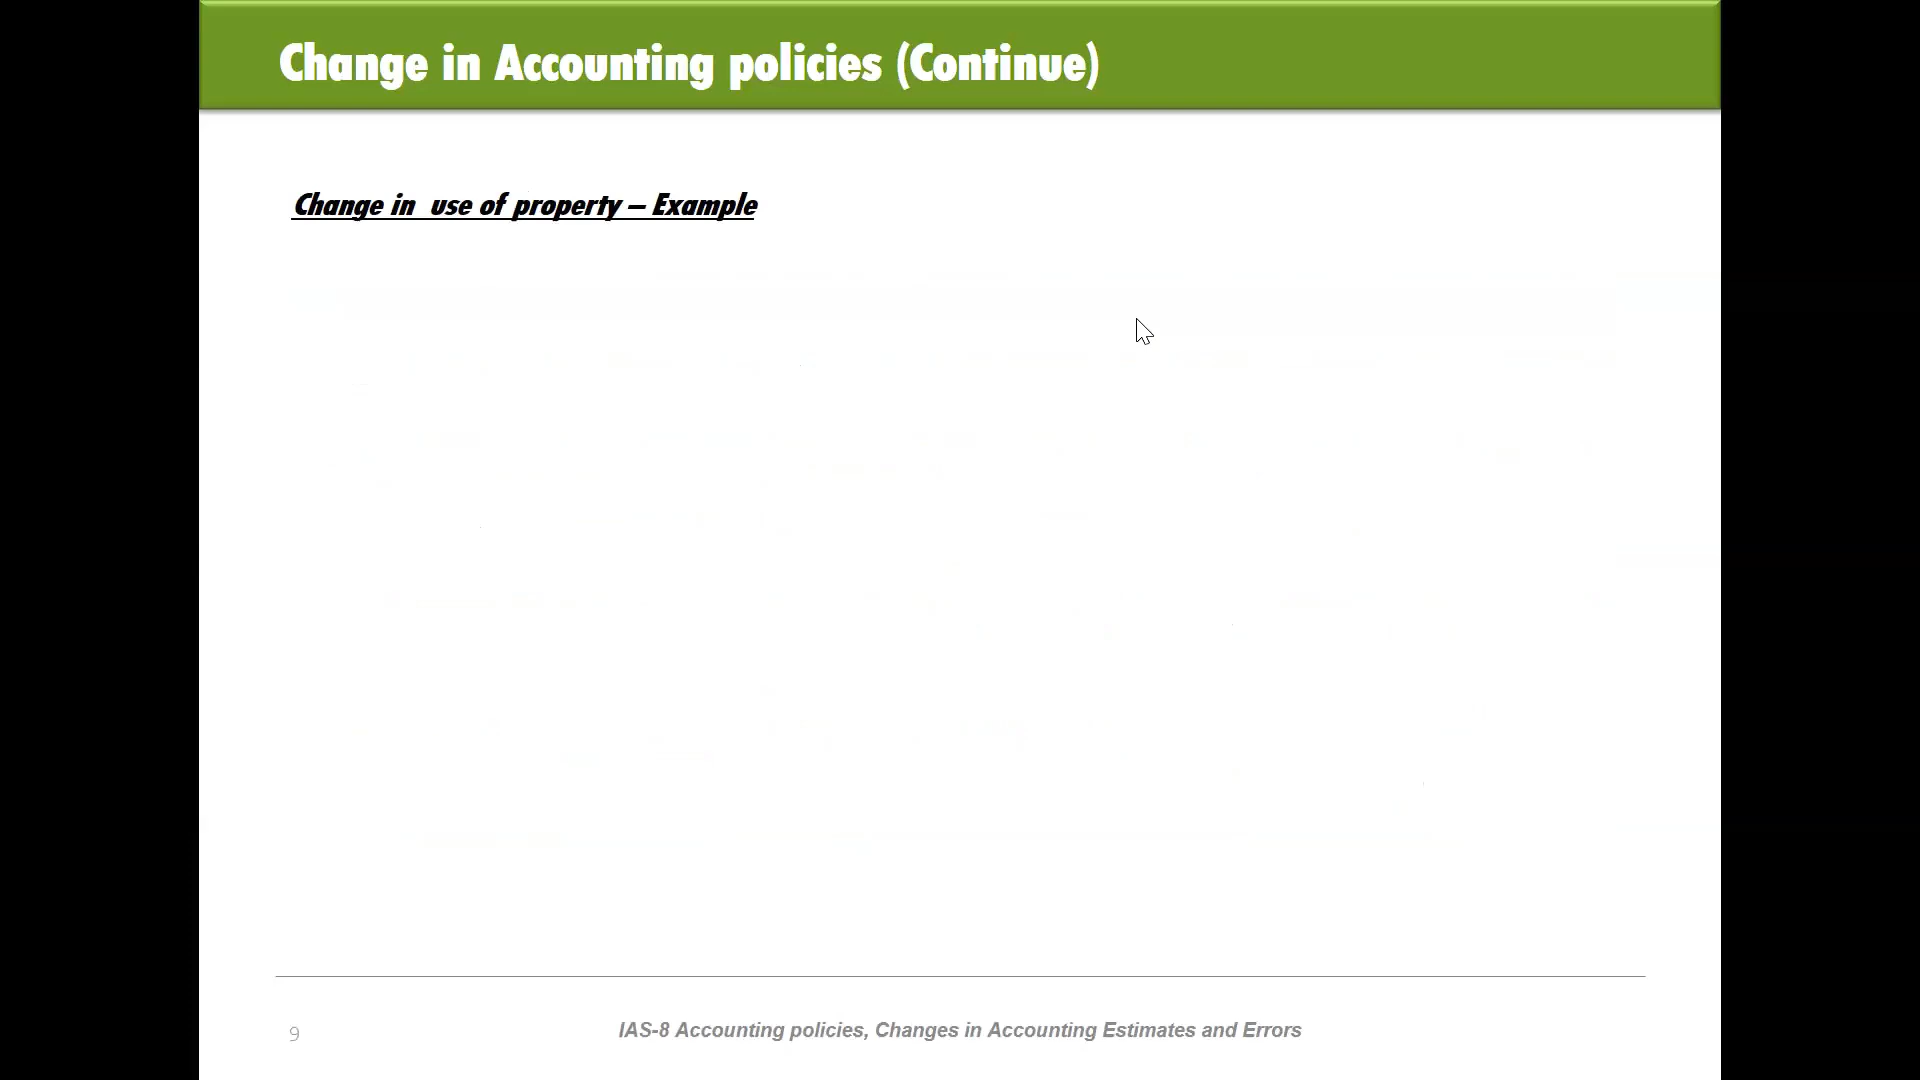 Change in Accounting policies (Continue)
Change in use of property – Example
9
IAS-8 Accounting policies, Changes in Accounting Estimates and Errors